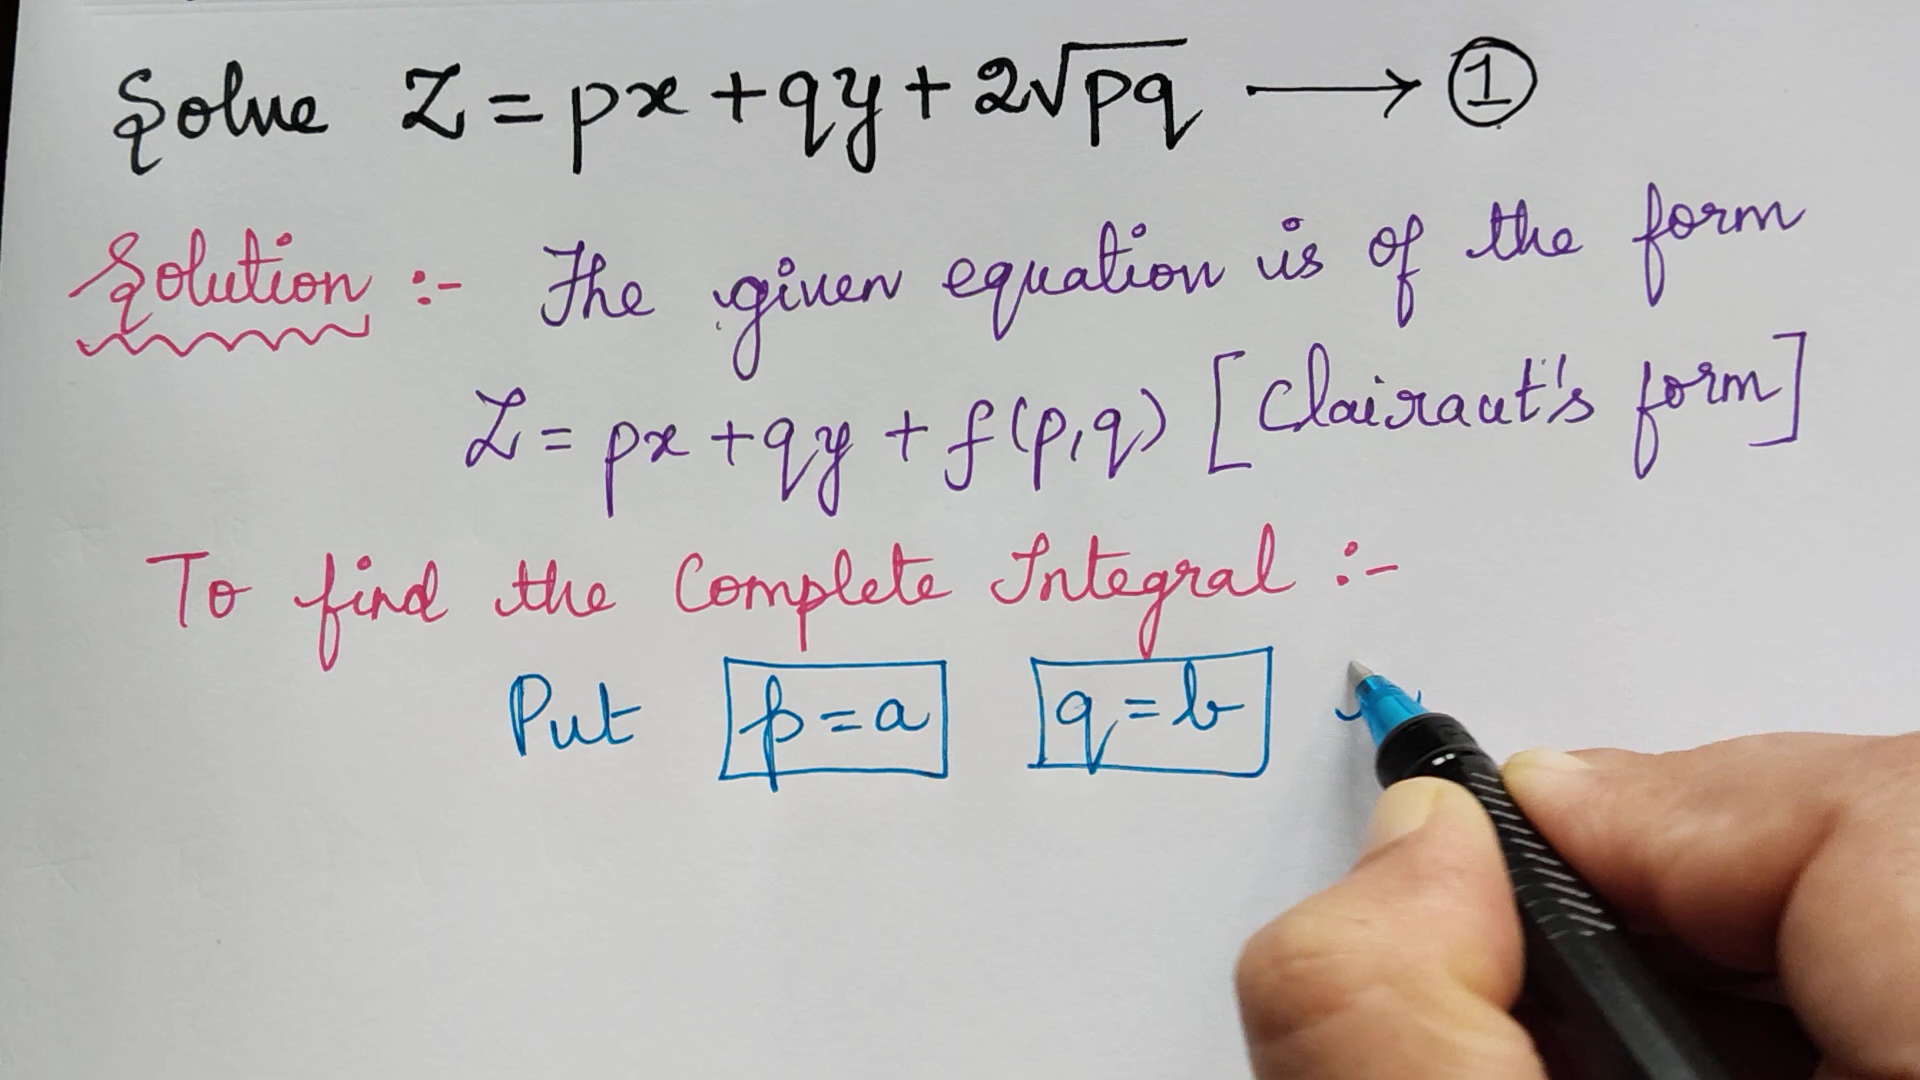 Solve Z = px + qy + 2√pq → ①
Solution :- The given equation is of the form
Z = px + qy + f(p,q) [Clairaut's form]
To find the Complete Integral :-
Put p = a q = b